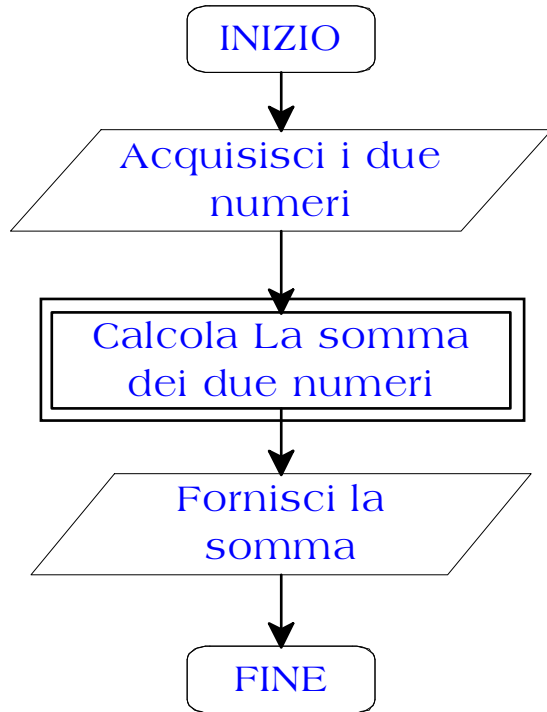 INIZIO
Acquisisci i due
numeri
Calcola La somma
dei due numeri
Fornisci la
somma
FINE